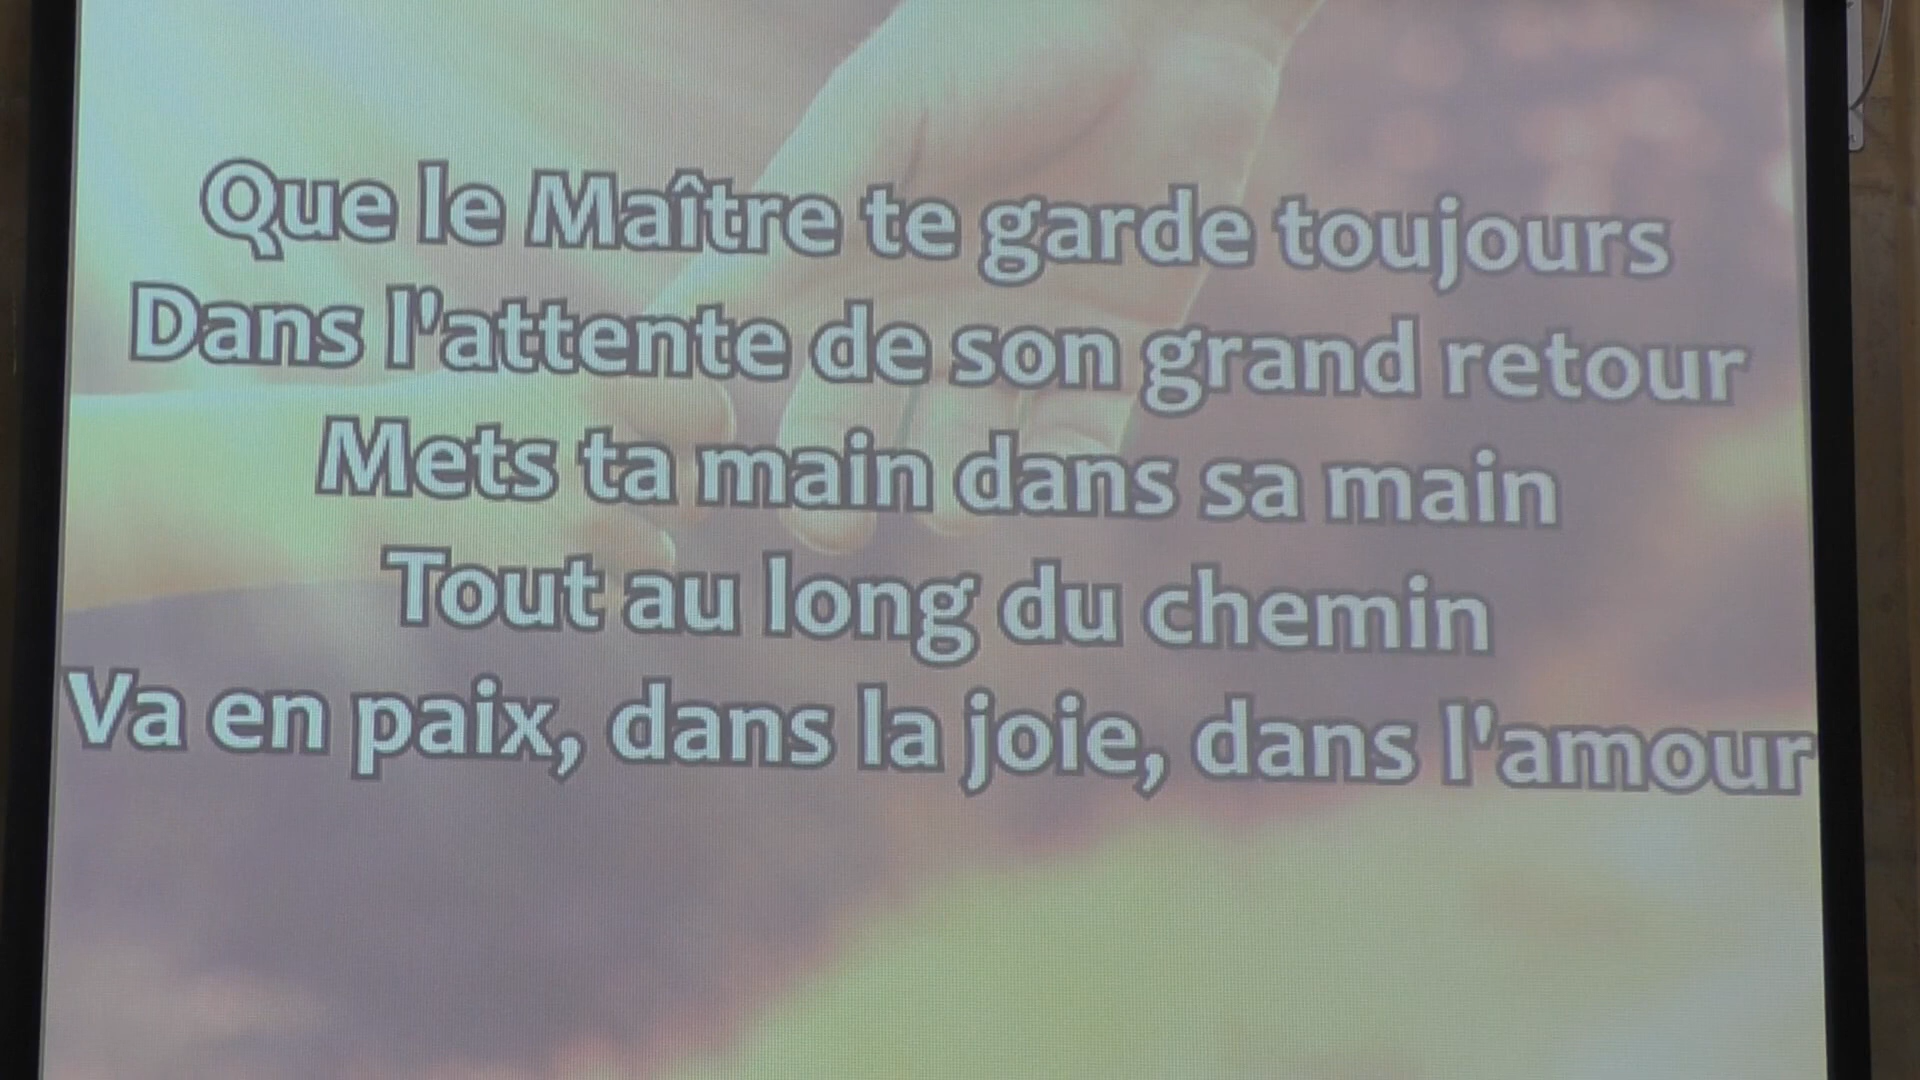 Que le Maître te garde toujours
Dans l'attente de son grand retour
Mets ta main dans sa main
Tout au long du chemin
Va en paix, dans la joie, dans l'amour